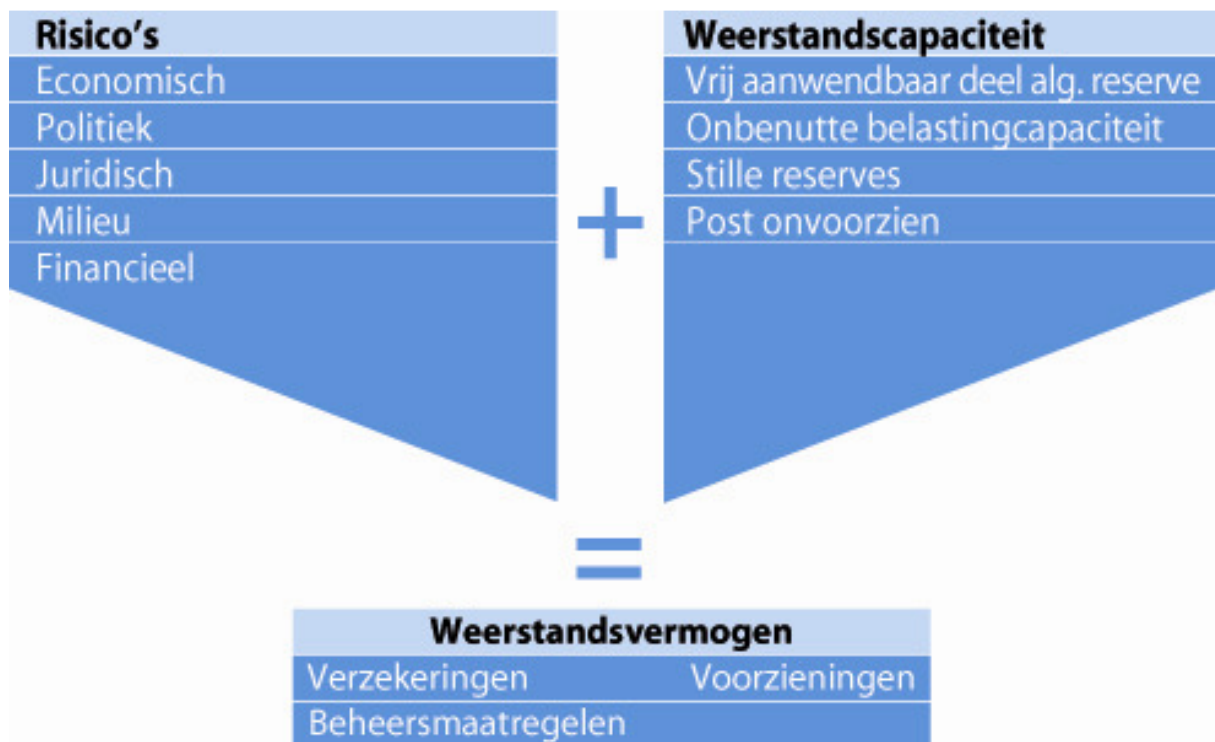 Risico's
Economisch
Politiek
Juridisch
Milieu
Financieel
+
Weerstandscapaciteit
Vrij aanwendbaar deel alg. reserve
Onbenutte belastingcapaciteit
Stille reserves
Post onvoorzien
=
Weerstandsvermogen
Verzekeringen Voorzieningen
Beheersmaatregelen